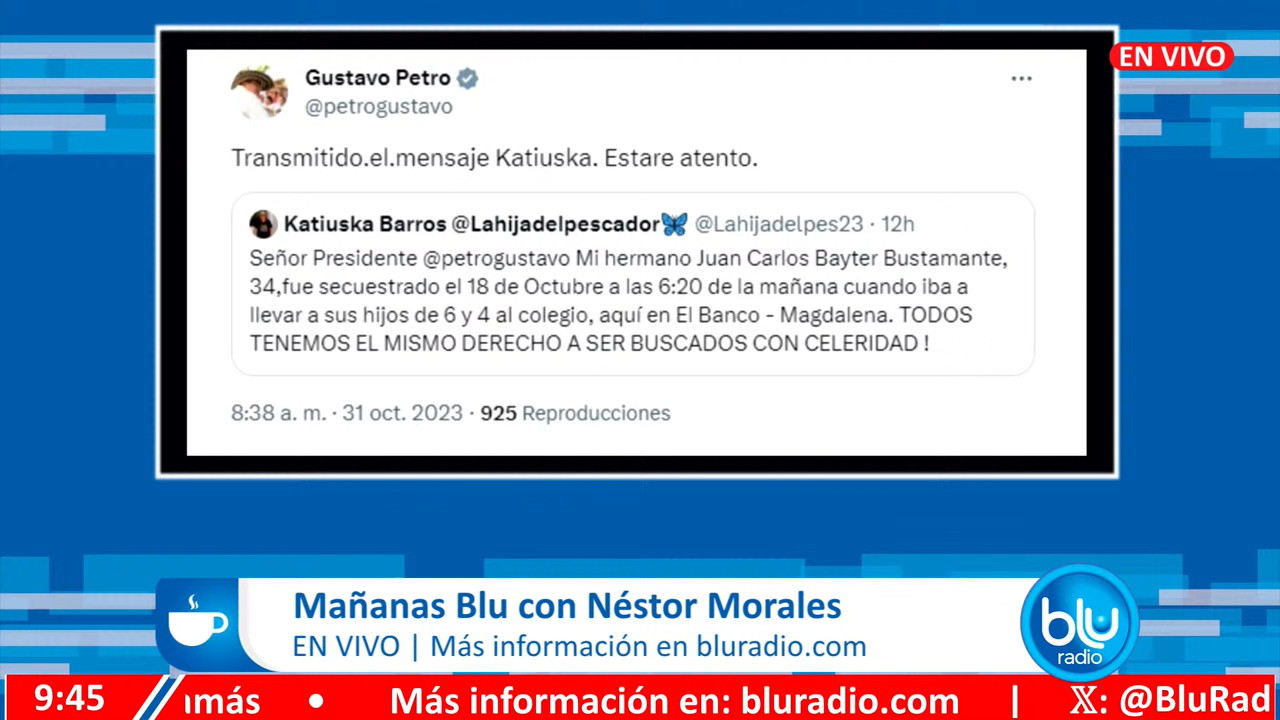 EN VIVO
Gustavo Petro
@petrogustavo
Transmitido.el.mensaje Katiuska. Estare atento.
Katiuska Barros @Lahijadelpescador🦋 @Lahijadelpes23 · 12h
Señor Presidente @petrogustavo Mi hermano Juan Carlos Bayter Bustamante,
34,fue secuestrado el 18 de Octubre a las 6:20 de la mañana cuando iba a
llevar a sus hijos de 6 y 4 al colegio, aquí en El Banco - Magdalena. TODOS
TENEMOS EL MISMO DERECHO A SER BUSCADOS CON CELERIDAD !
8:38 a. m. · 31 oct. 2023 · 925 Reproducciones
Mañanas Blu con Néstor Morales
EN VIVO | Más información en bluradio.com
blu
radio
9:45 amás • Más información en: bluradio.com | X: @BluRad